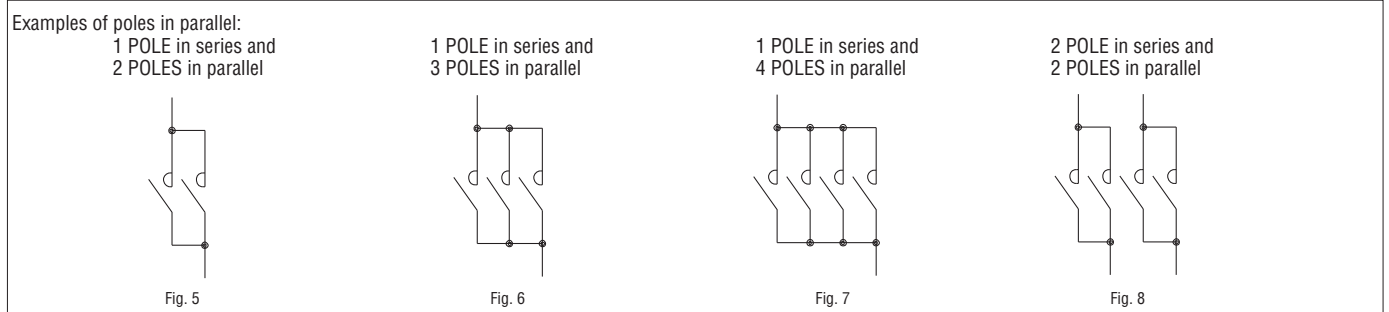 Examples of poles in parallel:
1 POLE in series and
2 POLES in parallel
1 POLE in series and
3 POLES in parallel
1 POLE in series and
4 POLES in parallel
2 POLE in series and
2 POLES in parallel
Fig. 5
Fig. 6
Fig. 7
Fig. 8